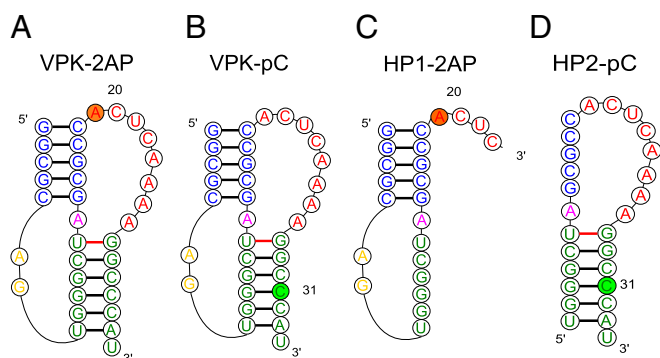 A
VPK-2AP
20
5'
G C A C U
G C C
C G A
G C A
C G A
A A
A U G
C G
G G C
G C
G C
U A
U
3'
B
VPK-pC
5'
G C A C U
G C C
C G A
G C A
C G A
A A
A U G
C G
G G C
G C 31
G C
U A
U
3'
C
HP1-2AP
20
5'
G C A C U C
G C 3'
C G
G C
C G
A
A U
C
G G
G
G
U
D
HP2-pC
C A C U
C C
G A
C A
G A
A A
U G
C G
G C
G C 31
G C
U A
5' U
3'